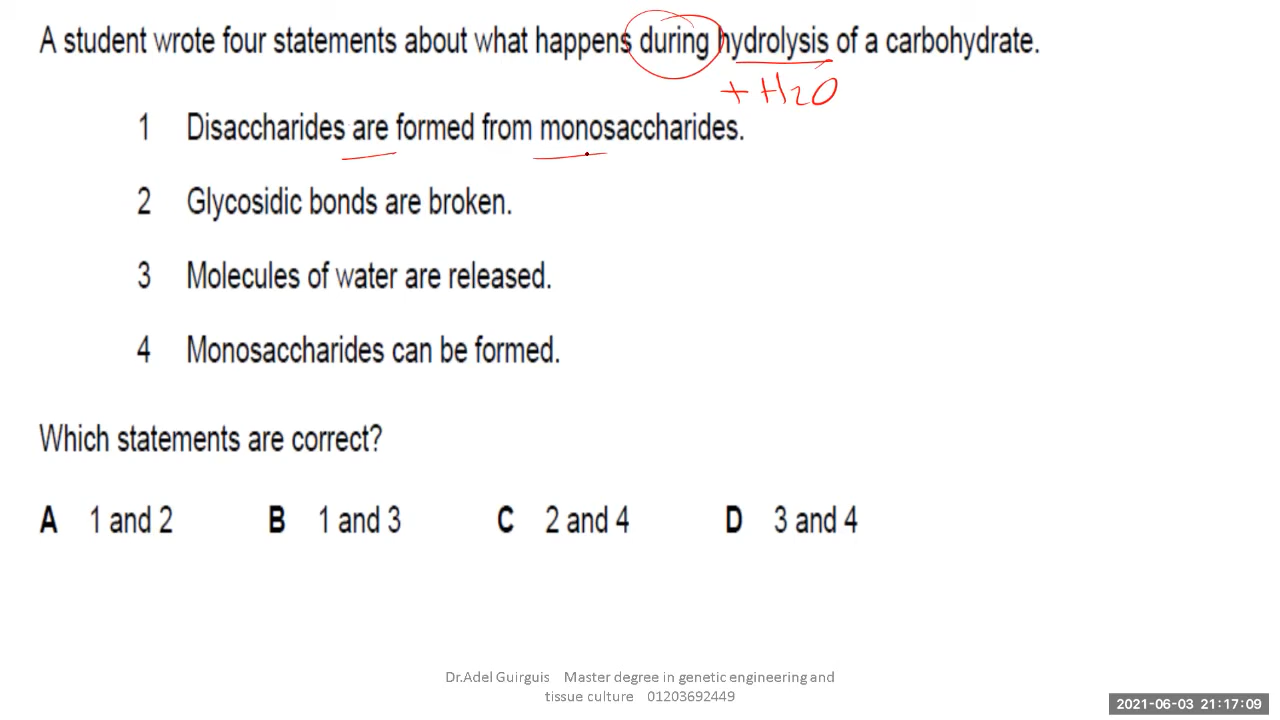 A student wrote four statements about what happens during hydrolysis of a carbohydrate.
+ H2O
1 Disaccharides are formed from monosaccharides.
2 Glycosidic bonds are broken.
3 Molecules of water are released.
4 Monosaccharides can be formed.
Which statements are correct?
A 1 and 2 B 1 and 3 C 2 and 4 D 3 and 4
Dr.Adel Guirguis Master degree in genetic engineering and
tissue culture 01203692449
2021-06-03 21:17:09